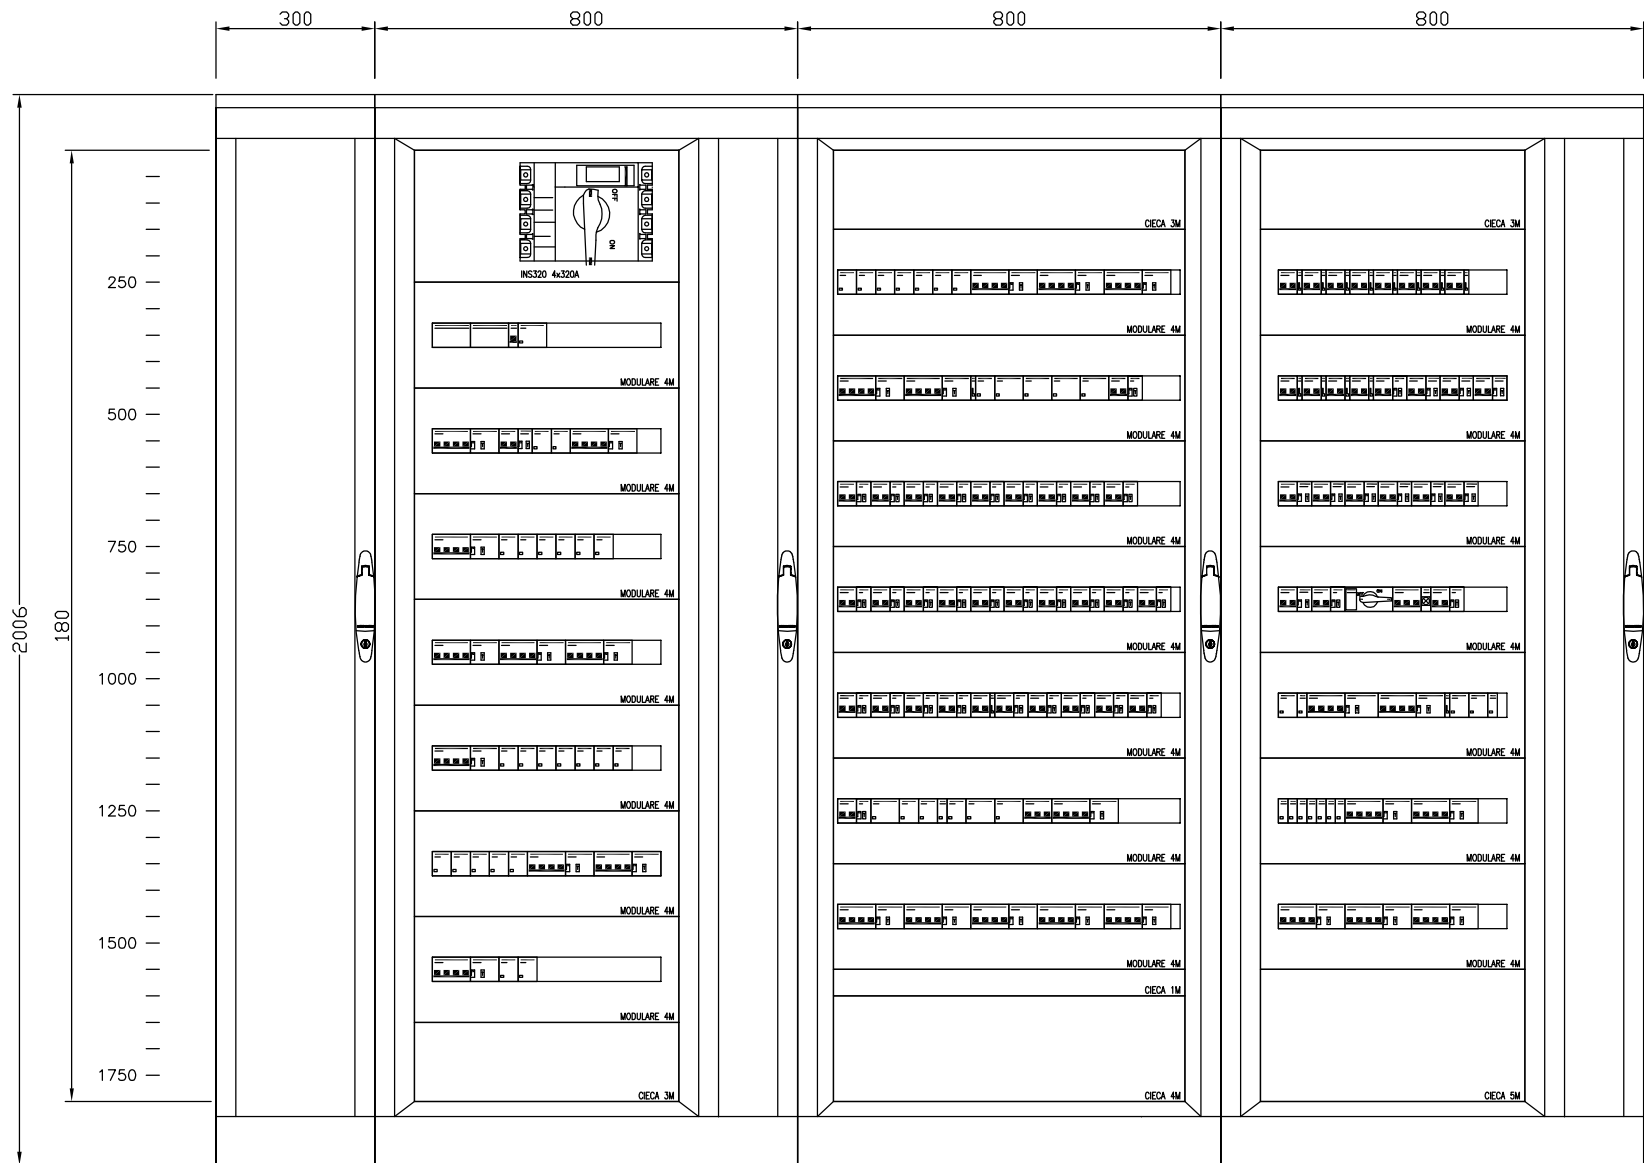 300 800 800 800
CIECA 3M CIECA 3M
OFF
ON
INS320 4x320A
250
MODULARE 4M MODULARE 4M
MODULARE 4M
500
MODULARE 4M MODULARE 4M
MODULARE 4M
750
MODULARE 4M MODULARE 4M
MODULARE 4M
2006
180
MODULARE 4M MODULARE 4M
1000
MODULARE 4M
MODULARE 4M MODULARE 4M
1250
MODULARE 4M
MODULARE 4M MODULARE 4M
MODULARE 4M
1500
MODULARE 4M MODULARE 4M
CIECA 1M
MODULARE 4M
1750
CIECA 3M CIECA 4M CIECA 5M